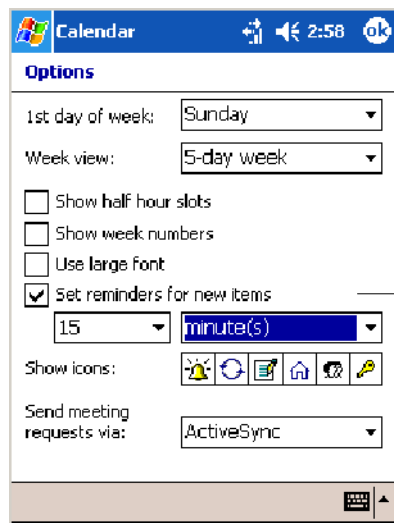 Calendar 2:58 ok
Options
1st day of week: Sunday
Week view: 5-day week
Show half hour slots
Show week numbers
Use large font
Set reminders for new items
15 minute(s)
Show icons:
Send meeting
requests via: ActiveSync